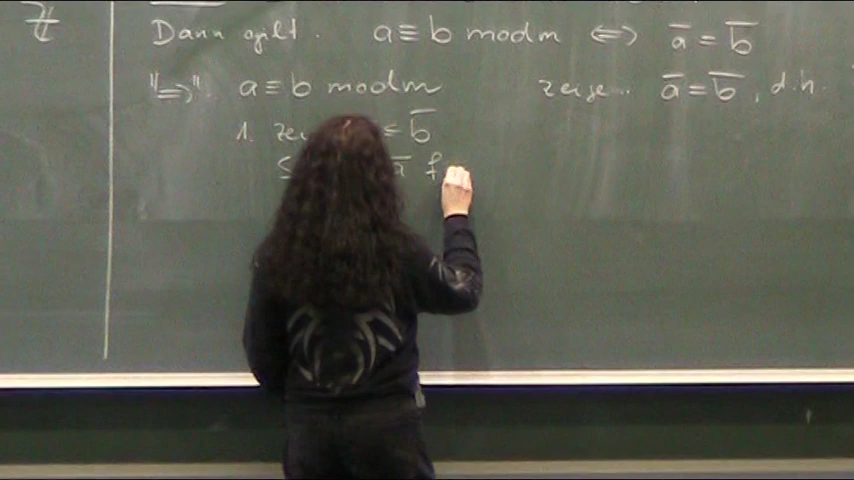 Dann gilt. a ≡ b mod m ⟺ a̅ = b̅
"⟹": a ≡ b mod m zeige.. a̅ = b̅, d.h.
1. b̅
a̅ f